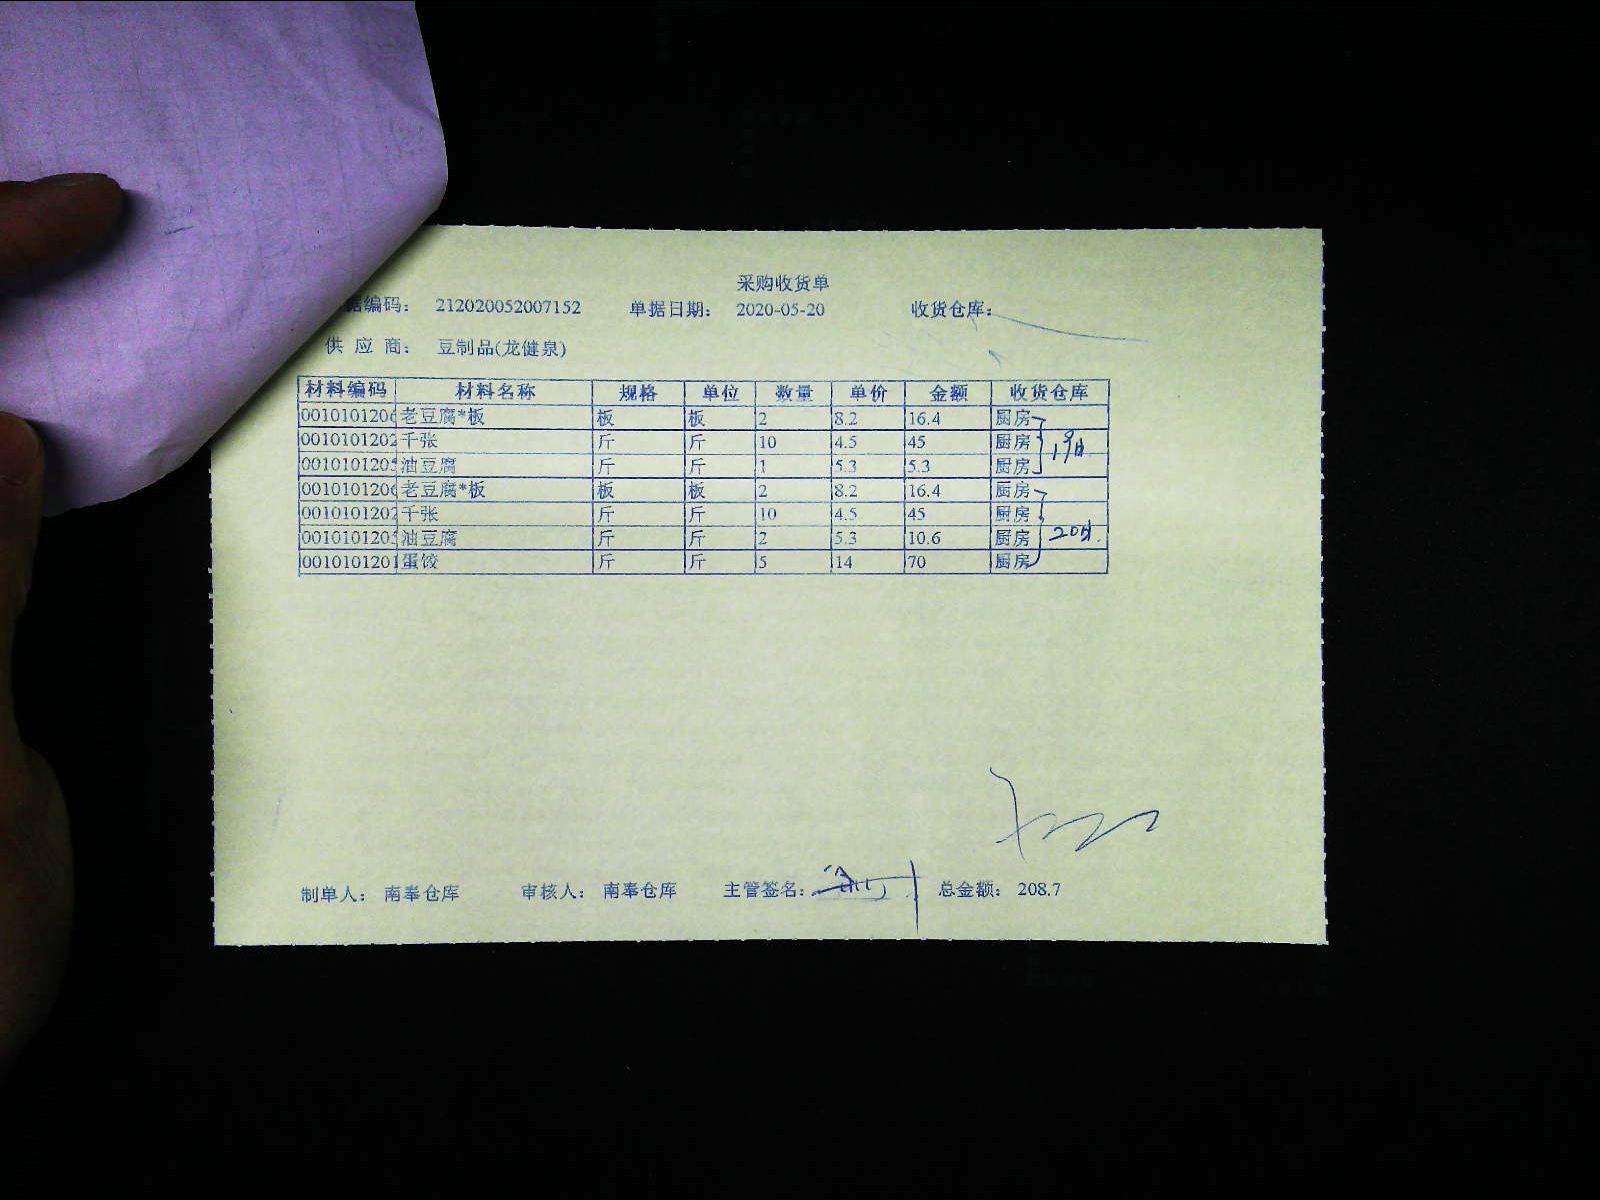 采购收货单
据编码: 212020052007152 单据日期: 2020-05-20 收货仓库:
供 应 商: 豆制品(龙健泉)
材料编码 材料名称 规格 单位 数量 单价 金额 收货仓库
001010120 老豆腐*板 板 板 2 8.2 16.4 厨房
0010101202 千张 斤 斤 10 4.5 45 厨房 19日
001010120 油豆腐 斤 斤 1 5.3 5.3 厨房
001010120 老豆腐*板 板 板 2 8.2 16.4 厨房
0010101202 千张 斤 斤 10 4.5 45 厨房
001010120 油豆腐 斤 斤 2 5.3 10.6 厨房 20日.
0010101201 蛋饺 斤 斤 5 14 70 厨房
制单人: 南奉仓库 审核人: 南奉仓库 主管签名: 总金额: 208.7